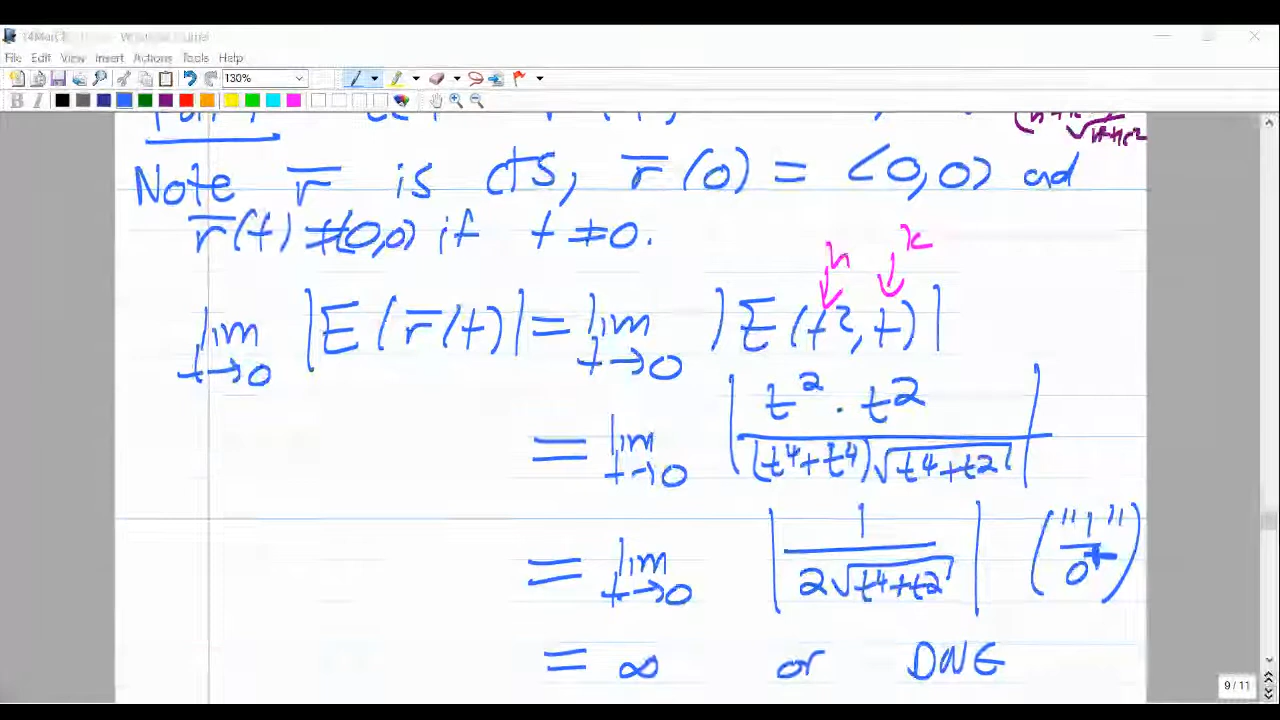 File Edit View Insert Actions Tools Help
130%
B I
Note r̅ is cts, r̅(0) = <0,0> ad
r̅(t) ≠ (0,0) if t ≠ 0.
h k
lim t→0 |E(r̅(t)| = lim t→0 |E(t², t)|
= lim t→0 | t² · t² / (t⁴+t⁴)√(t⁴+t²) |
= lim t→0 | 1 / 2√(t⁴+t²) | ("1" / 0⁺)
= ∞ or DNE
9 / 11